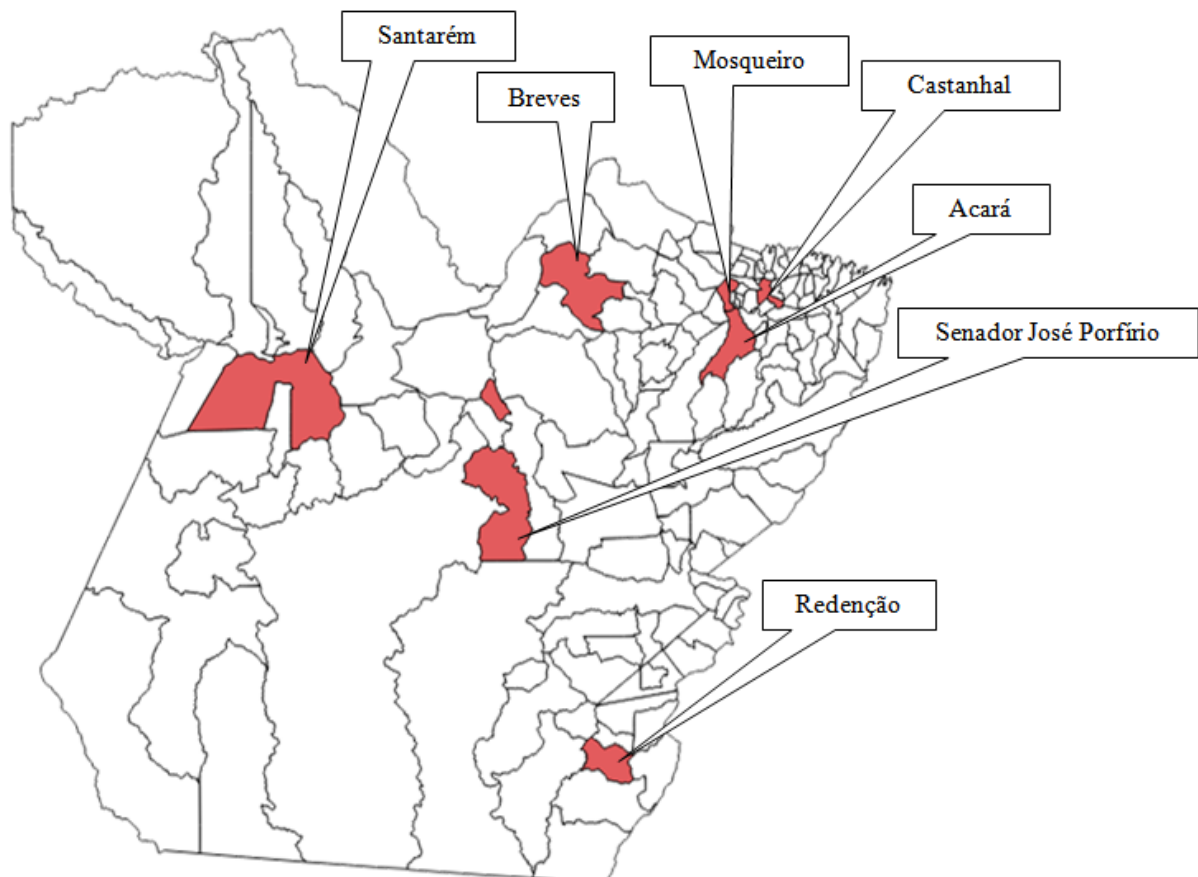 Santarém
Mosqueiro
Breves
Castanhal
Acará
Senador José Porfírio
Redenção